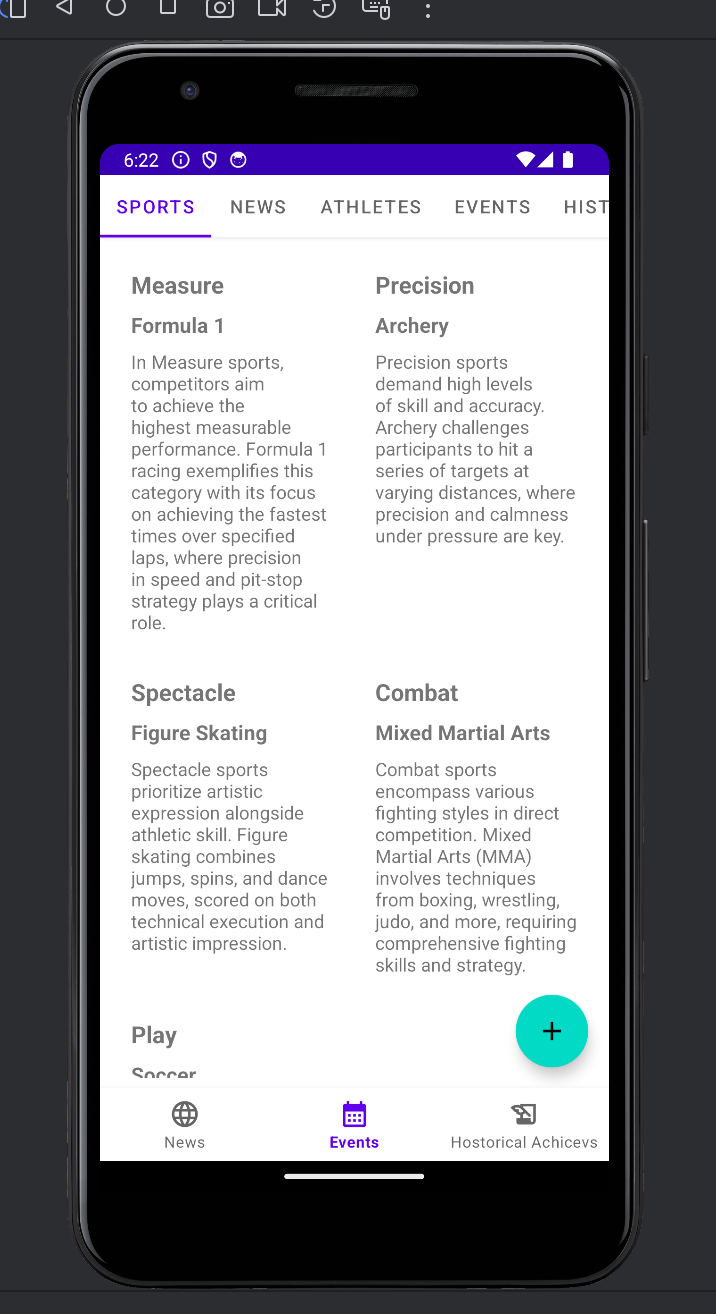 6:22
SPORTS NEWS ATHLETES EVENTS HIST
Measure
Formula 1
In Measure sports,
competitors aim
to achieve the
highest measurable
performance. Formula 1
racing exemplifies this
category with its focus
on achieving the fastest
times over specified
laps, where precision
in speed and pit-stop
strategy plays a critical
role.
Precision
Archery
Precision sports
demand high levels
of skill and accuracy.
Archery challenges
participants to hit a
series of targets at
varying distances, where
precision and calmness
under pressure are key.
Spectacle
Figure Skating
Spectacle sports
prioritize artistic
expression alongside
athletic skill. Figure
skating combines
jumps, spins, and dance
moves, scored on both
technical execution and
artistic impression.
Combat
Mixed Martial Arts
Combat sports
encompass various
fighting styles in direct
competition. Mixed
Martial Arts (MMA)
involves techniques
from boxing, wrestling,
judo, and more, requiring
comprehensive fighting
skills and strategy.
Play
Soccer
News Events Hostorical Achicevs